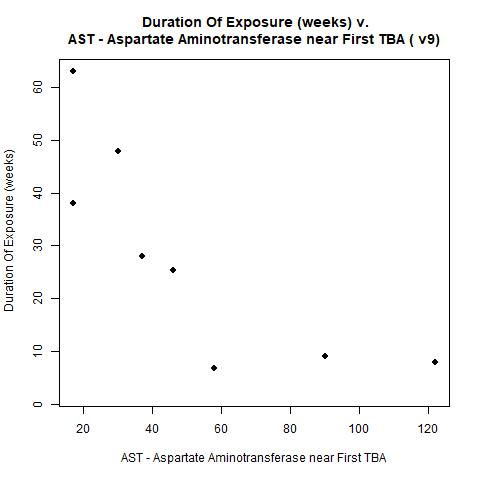 Duration Of Exposure (weeks) v.
AST - Aspartate Aminotransferase near First TBA ( v9)
Duration Of Exposure (weeks)
60
50
40
30
20
10
0
20 40 60 80 100 120
AST - Aspartate Aminotransferase near First TBA